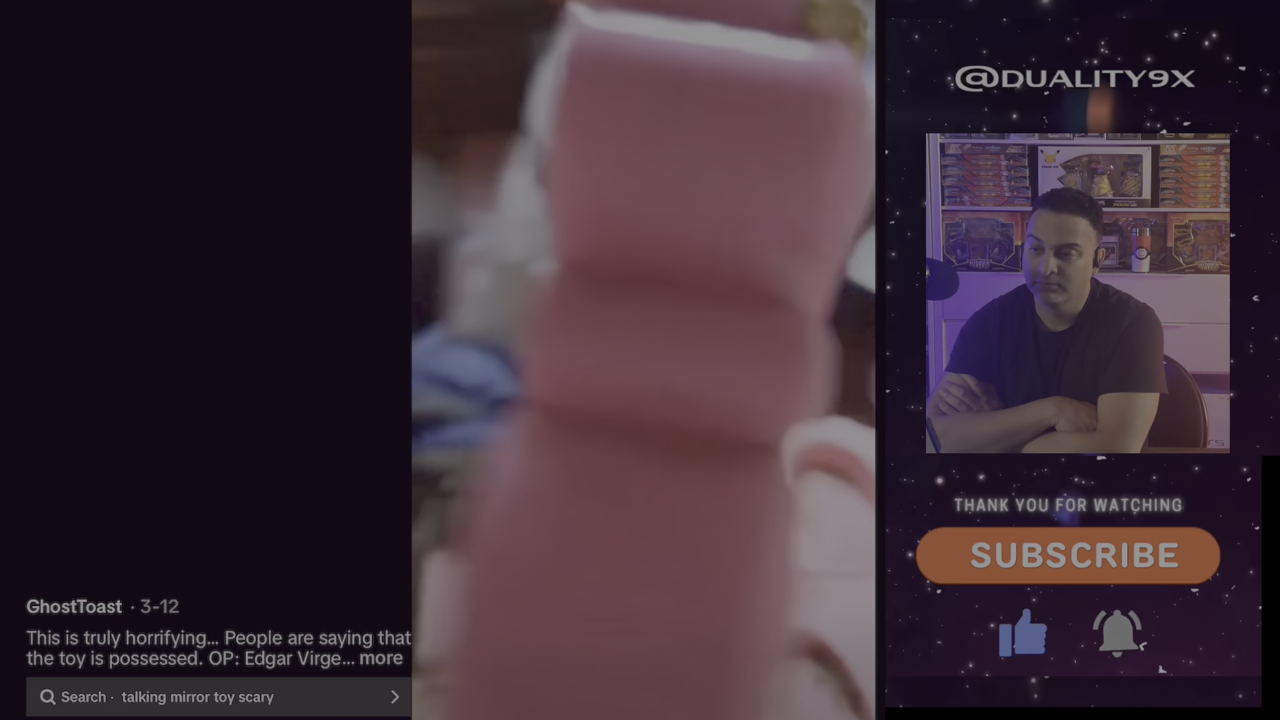 @DUALITY9X
THANK YOU FOR WATCHING
SUBSCRIBE
GhostToast · 3-12
This is truly horrifying... People are saying that
the toy is possessed. OP: Edgar Virge... more
Search · talking mirror toy scary